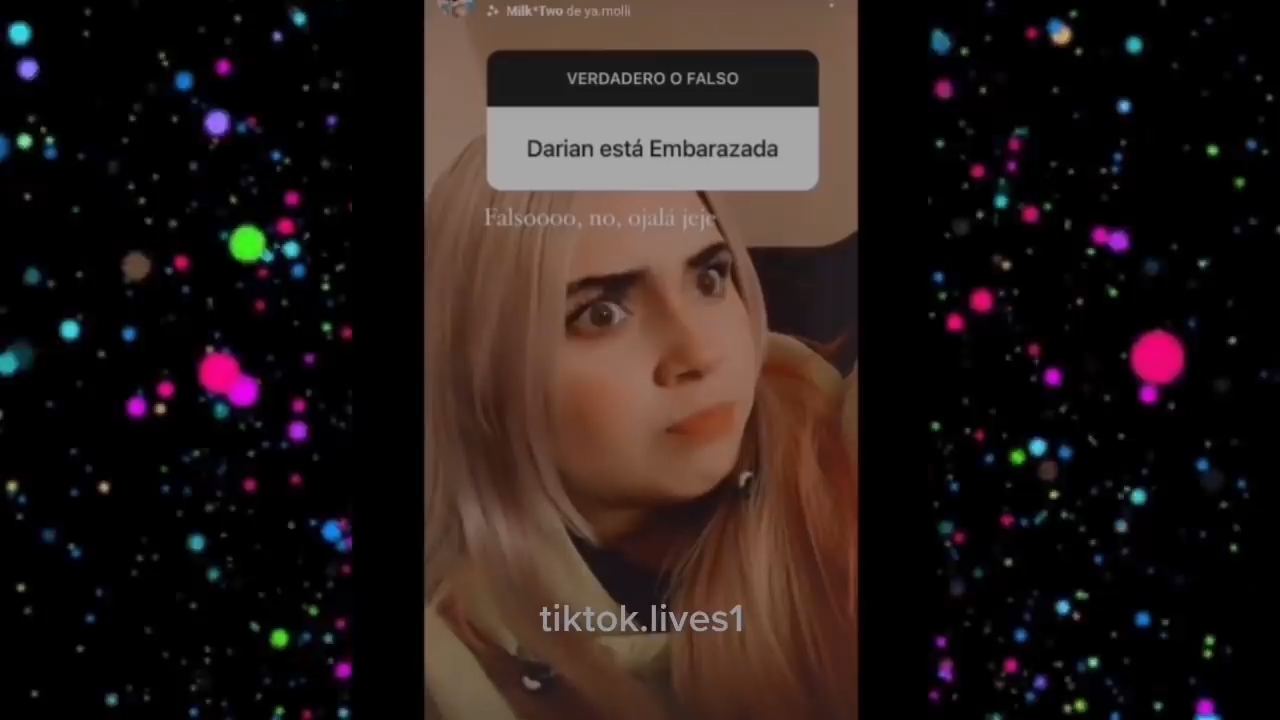 Milk*Two de ya.molli
VERDADERO O FALSO
Darian está Embarazada
Falsoooo, no, ojalá jeje
tiktok.lives1